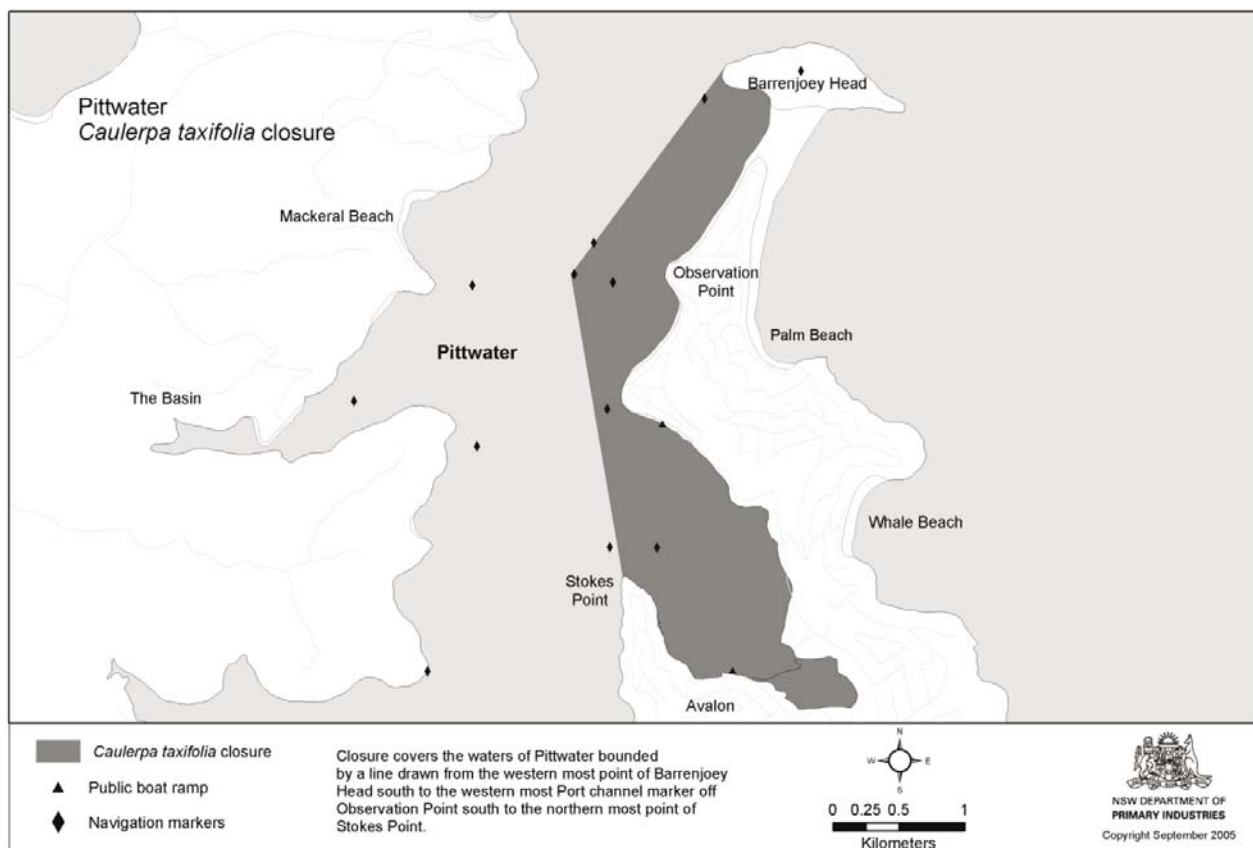 Pittwater
Caulerpa taxifolia closure
Barrenjoey Head
Mackeral Beach
Observation
Point
Palm Beach
Pittwater
The Basin
Whale Beach
Stokes
Point
Avalon
Caulerpa taxifolia closure
Public boat ramp
Navigation markers
Closure covers the waters of Pittwater bounded
by a line drawn from the western most point of Barrenjoey
Head south to the western most Port channel marker off
Observation Point south to the northern most point of
Stokes Point.
N
W E
S
0 0.25 0.5 1
Kilometers
NSW DEPARTMENT OF
PRIMARY INDUSTRIES
Copyright September 2005